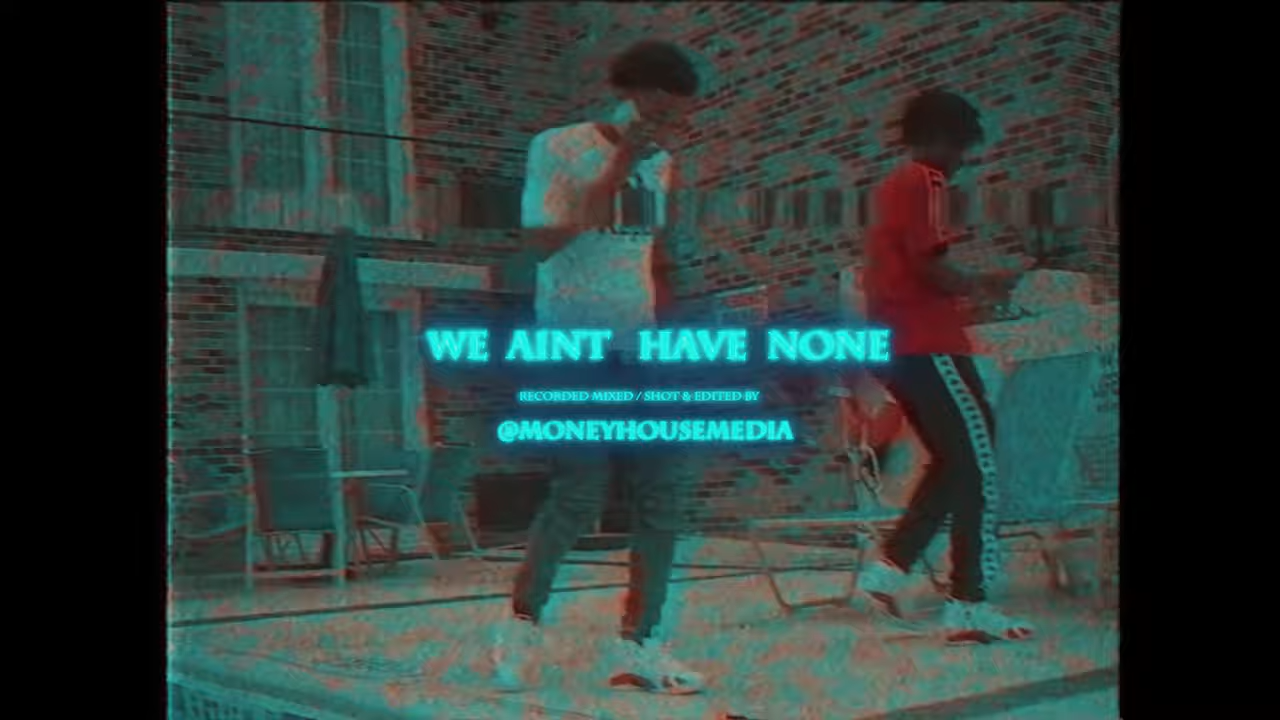 WE AINT HAVE NONE
RECORDED MIXED / SHOT & EDITED BY
@MONEYHOUSEMEDIA